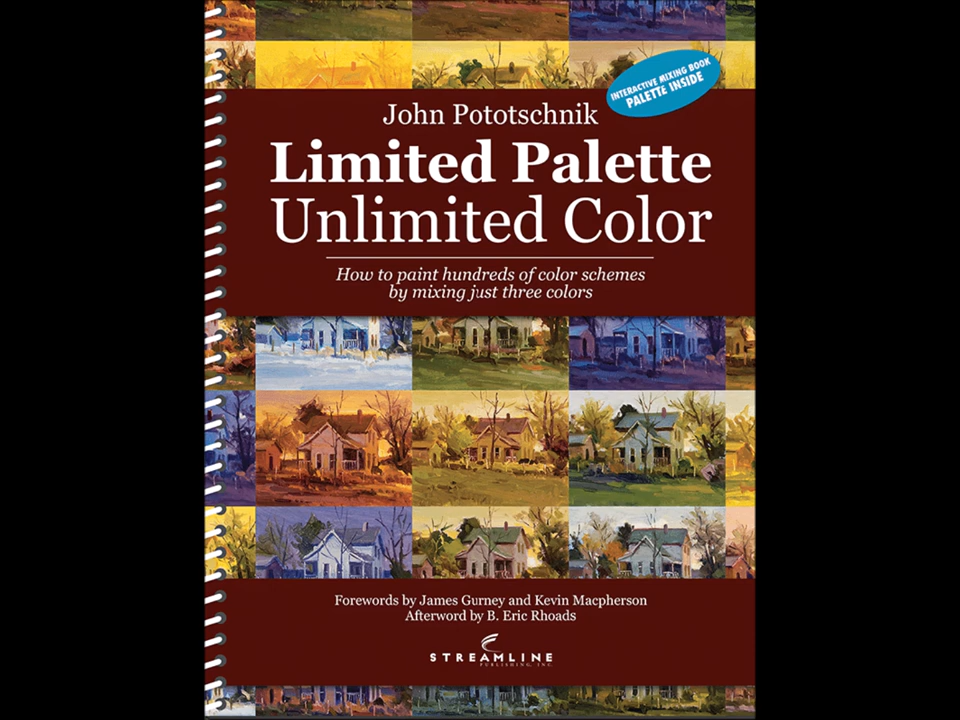 INTERACTIVE MIXING BOOK
PALETTE INSIDE
John Pototschnik
Limited Palette
Unlimited Color
How to paint hundreds of color schemes
by mixing just three colors
Forewords by James Gurney and Kevin Macpherson
Afterword by B. Eric Rhoads
STREAMLINE
PUBLISHING, INC.